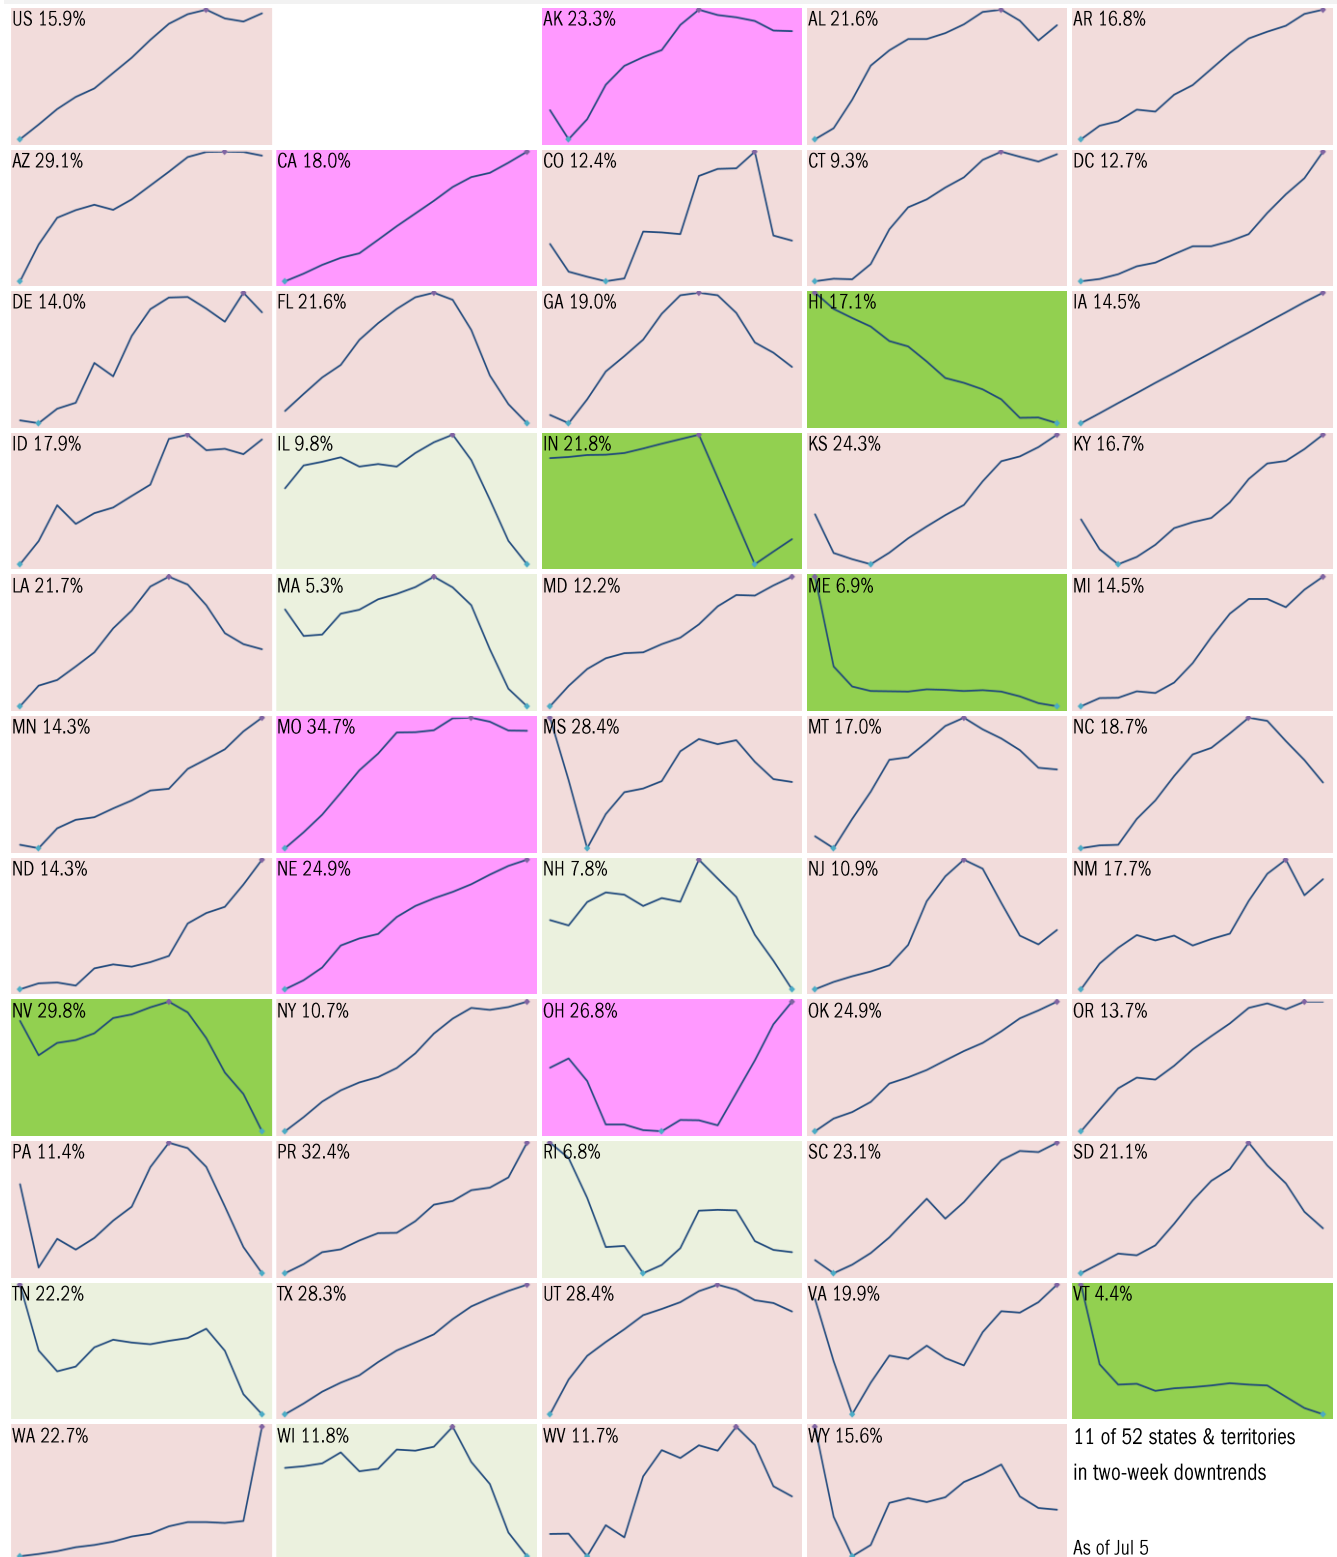 US 15.9%
AK 23.3%
AL 21.6%
AR 16.8%
AZ 29.1%
CA 18.0%
CO 12.4%
CT 9.3%
DC 12.7%
DE 14.0%
FL 21.6%
GA 19.0%
HI 17.1%
IA 14.5%
ID 17.9%
IL 9.8%
IN 21.8%
KS 24.3%
KY 16.7%
LA 21.7%
MA 5.3%
MD 12.2%
ME 6.9%
MI 14.5%
MN 14.3%
MO 34.7%
MS 28.4%
MT 17.0%
NC 18.7%
ND 14.3%
NE 24.9%
NH 7.8%
NJ 10.9%
NM 17.7%
NV 29.8%
NY 10.7%
OH 26.8%
OK 24.9%
OR 13.7%
PA 11.4%
PR 32.4%
RI 6.8%
SC 23.1%
SD 21.1%
TN 22.2%
TX 28.3%
UT 28.4%
VA 19.9%
VT 4.4%
WA 22.7%
WI 11.8%
WV 11.7%
WY 15.6%
11 of 52 states & territories
in two-week downtrends
As of Jul 5